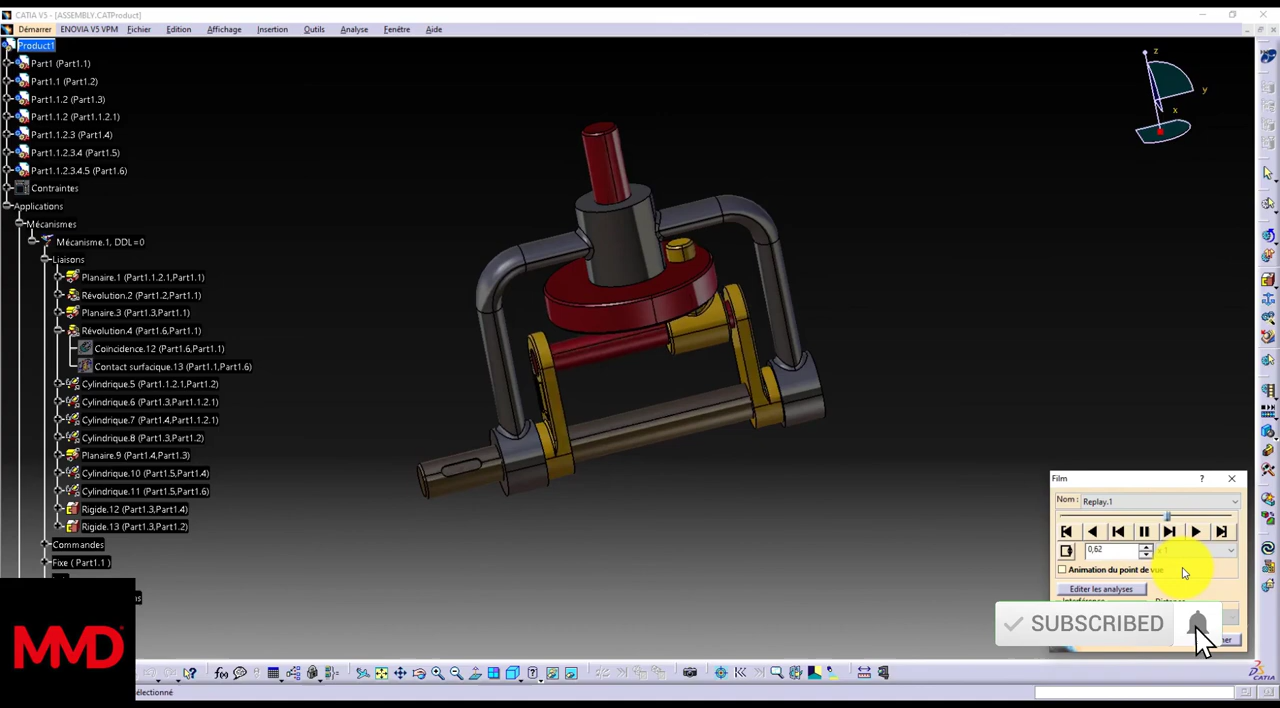 CATIA V5 - [ASSEMBLY.CATProduct]
Démarrer ENOVIA V5 VPM Fichier Edition Affichage Insertion Outils Analyse Fenêtre Aide
Product1
Part1 (Part1.1)
Part1.1 (Part1.2)
Part1.1.2 (Part1.3)
Part1.1.2 (Part1.1.2.1)
Part1.1.2.3 (Part1.4)
Part1.1.2.3.4 (Part1.5)
Part1.1.2.3.4.5 (Part1.6)
Contraintes
Applications
Mécanismes
Mécanisme.1, DDL=0
Liaisons
Planaire.1 (Part1.1.2.1,Part1.1)
Révolution.2 (Part1.2,Part1.1)
Planaire.3 (Part1.3,Part1.1)
Révolution.4 (Part1.6,Part1.1)
Coincidence.12 (Part1.6,Part1.1)
Contact surfacique.13 (Part1.1,Part1.6)
Cylindrique.5 (Part1.1.2.1,Part1.2)
Cylindrique.6 (Part1.3,Part1.1.2.1)
Cylindrique.7 (Part1.4,Part1.1.2.1)
Cylindrique.8 (Part1.3,Part1.2)
Planaire.9 (Part1.4,Part1.3)
Cylindrique.10 (Part1.5,Part1.4)
Cylindrique.11 (Part1.5,Part1.6)
Rigide.12 (Part1.3,Part1.4)
Rigide.13 (Part1.3,Part1.2)
Commandes
Fixe ( Part1.1 )
z
y
x
Film
Nom : Replay.1
0,62 x 1
Animation du point de vue
Editer les analyses
SUBSCRIBED
MMD
f(x)
CATIA